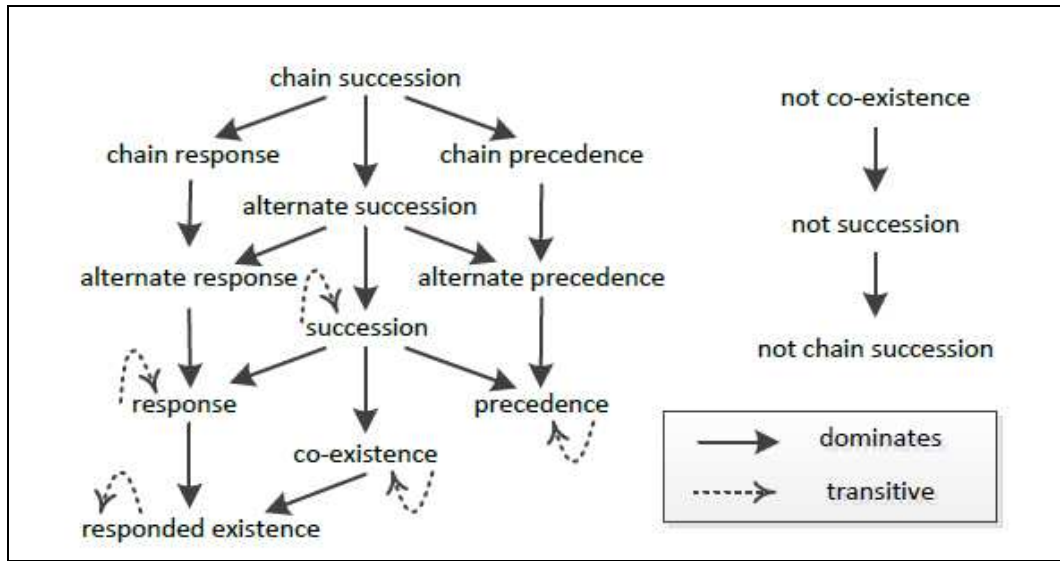 chain succession
not co-existence
chain response
chain precedence
alternate succession
not succession
alternate response
alternate precedence
succession
not chain succession
response
precedence
dominates
co-existence
transitive
responded existence